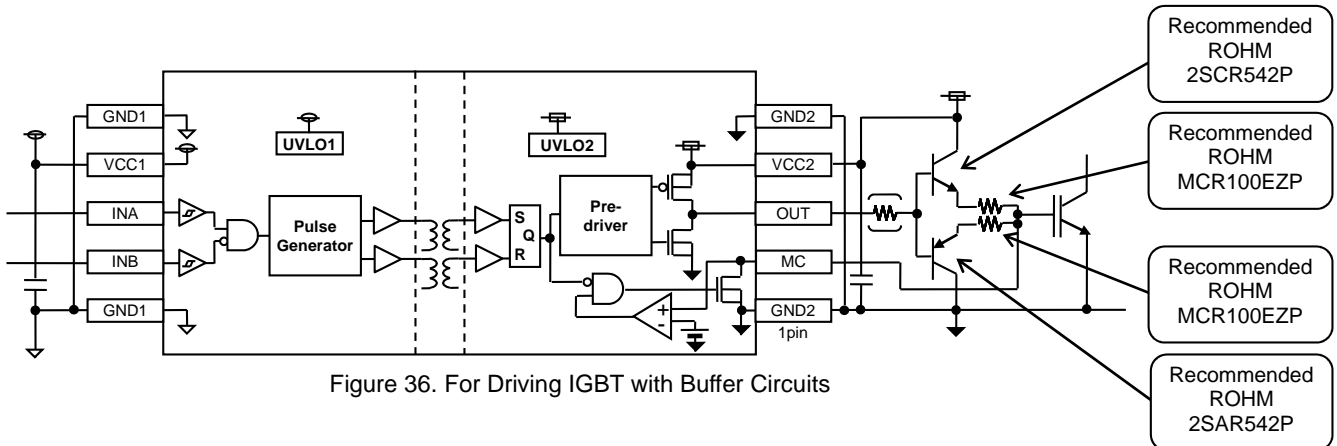 Recommended
ROHM
2SCR542P
Recommended
ROHM
MCR100EZP
Recommended
ROHM
MCR100EZP
Recommended
ROHM
2SAR542P
GND1
VCC1
INA
INB
GND1
UVLO1
Pulse
Generator
S
Q
R
UVLO2
Pre-
driver
+
-
GND2
VCC2
OUT
MC
GND2
1pin
Figure 36. For Driving IGBT with Buffer Circuits